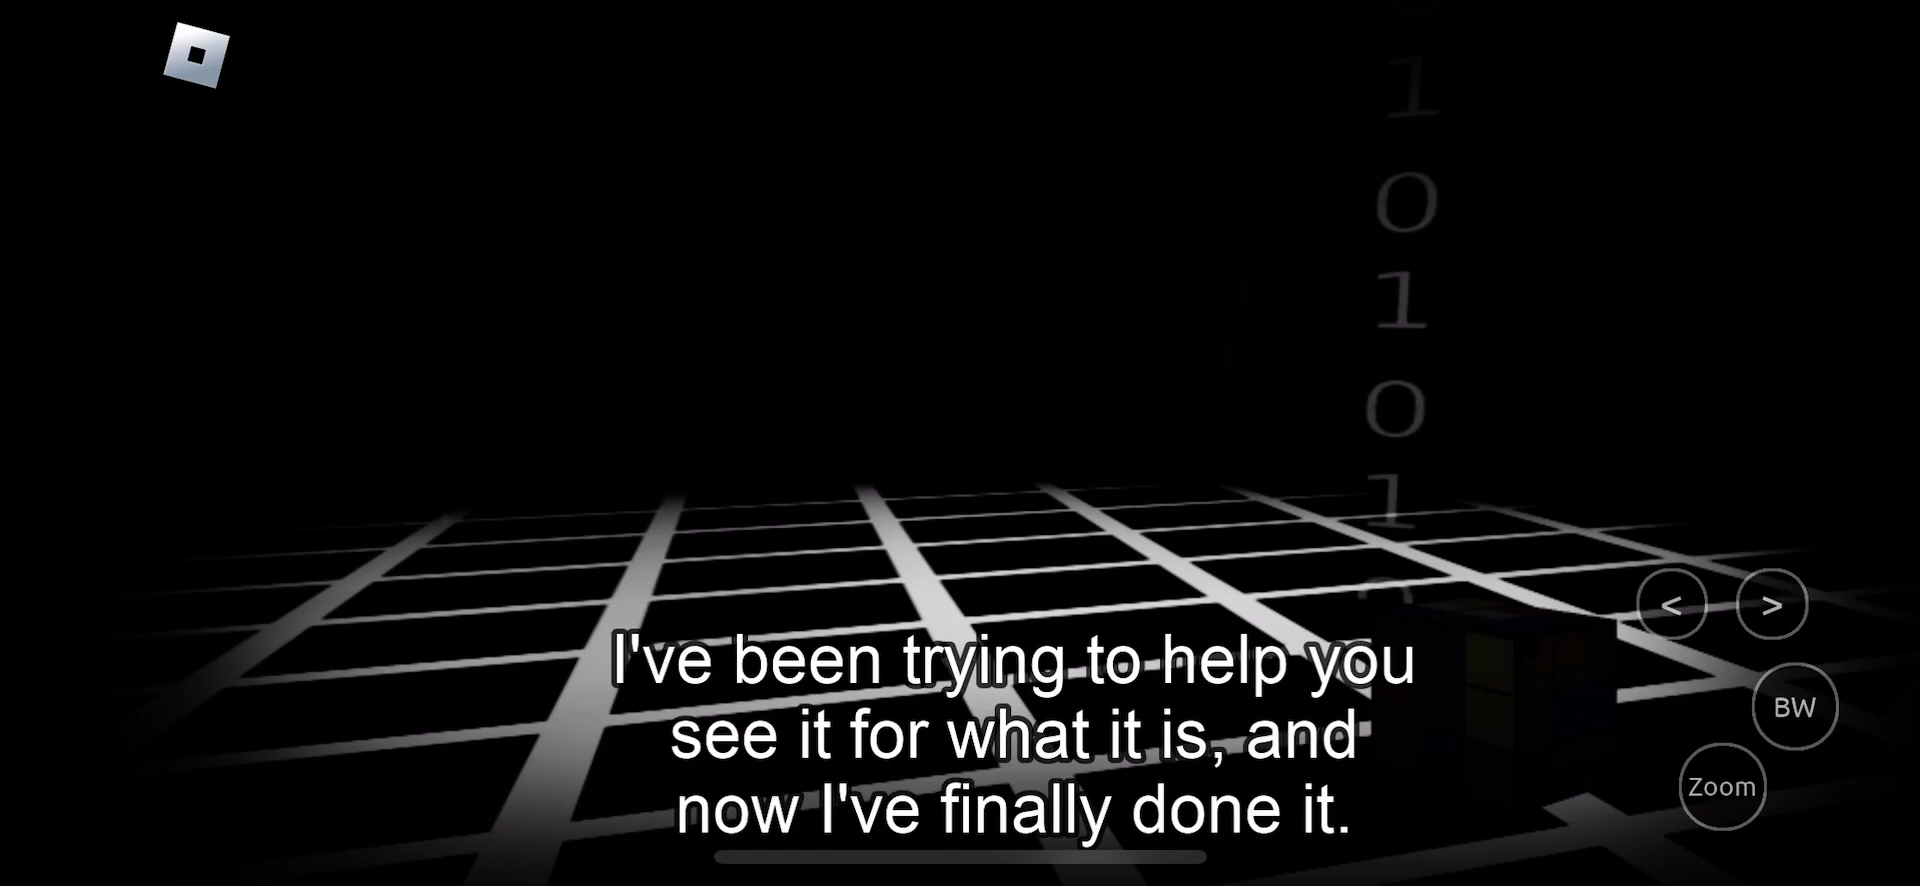 1
0
1
0
1
<
>
I've been trying to help you
see it for what it is, and
now I've finally done it.
BW
Zoom